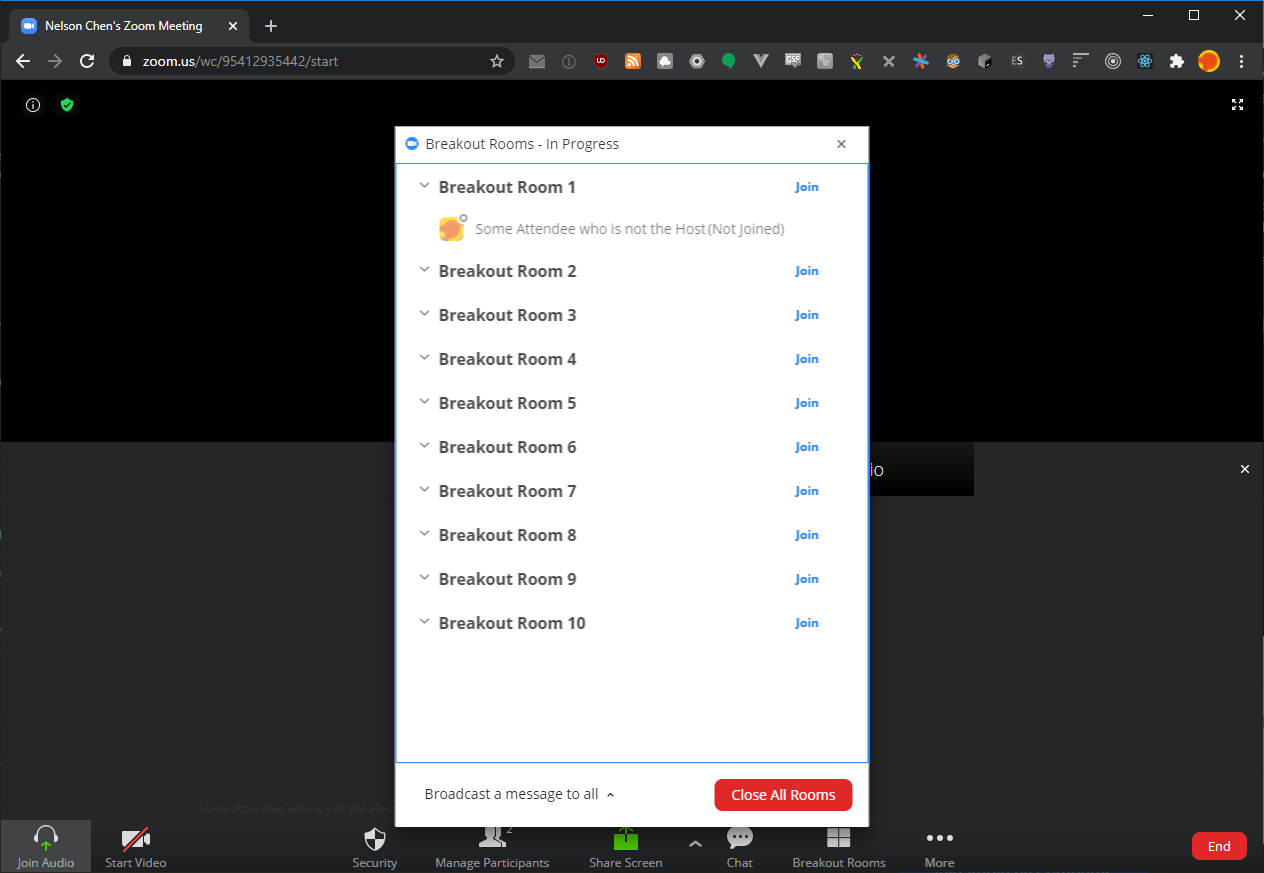 Nelson Chen's Zoom Meeting
zoom.us/wc/95412935442/start
UD
CSF
ES
Breakout Rooms - In Progress
Breakout Room 1 Join
Some Attendee who is not the Host(Not Joined)
Breakout Room 2 Join
Breakout Room 3 Join
Breakout Room 4 Join
Breakout Room 5 Join
Breakout Room 6 Join
Breakout Room 7 Join
io
Breakout Room 8 Join
Breakout Room 9 Join
Breakout Room 10 Join
Broadcast a message to all
Close All Rooms
Some Attendee who is not the Host
2
Join Audio
Start Video
Security
Manage Participants
Share Screen
Chat
Breakout Rooms
More
End